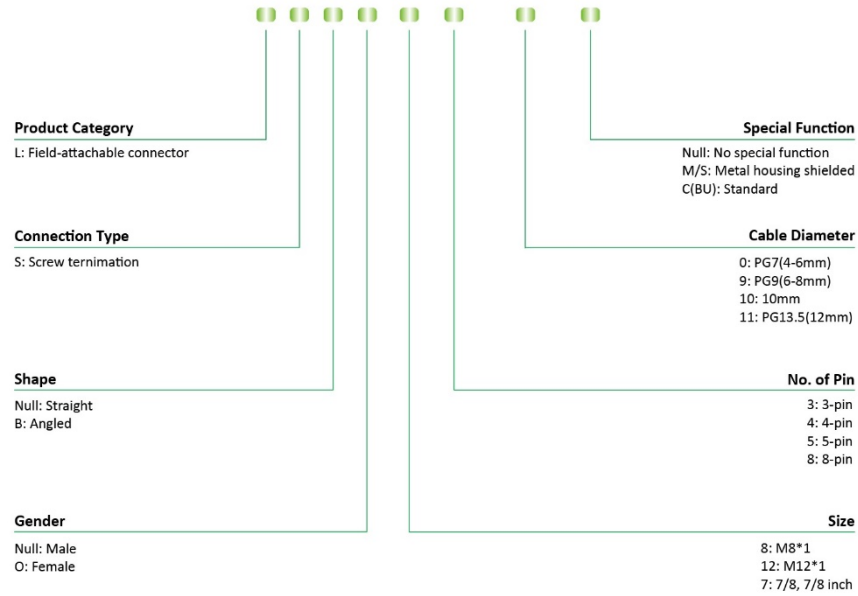 Product Category
L: Field-attachable connector
Connection Type
S: Screw ternimation
Shape
Null: Straight
B: Angled
Gender
Null: Male
O: Female
Special Function
Null: No special function
M/S: Metal housing shielded
C(BU): Standard
Cable Diameter
0: PG7(4-6mm)
9: PG9(6-8mm)
10: 10mm
11: PG13.5(12mm)
No. of Pin
3: 3-pin
4: 4-pin
5: 5-pin
8: 8-pin
Size
8: M8*1
12: M12*1
7: 7/8, 7/8 inch